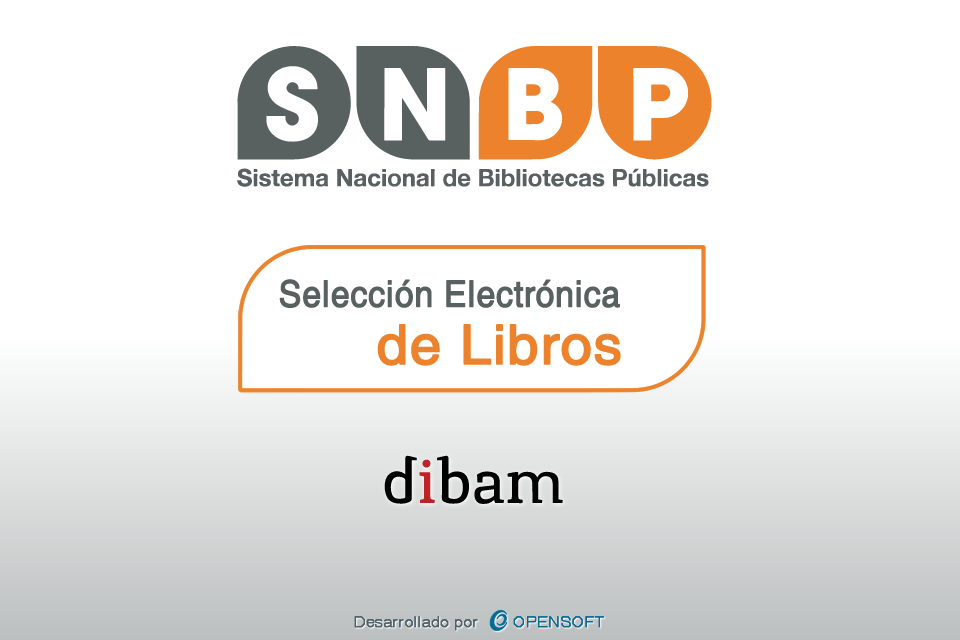 SNBP
Sistema Nacional de Bibliotecas Públicas
Selección Electrónica
de Libros
dibam
Desarrollado por OPENSOFT